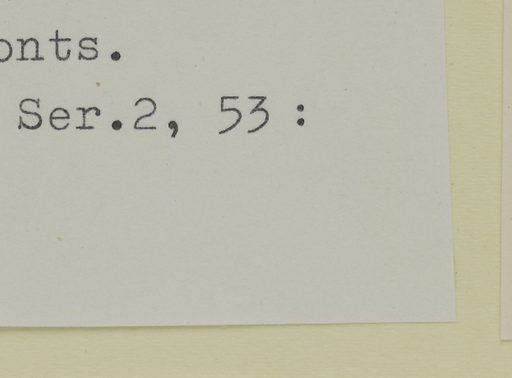 onts.
Ser.2, 53 :